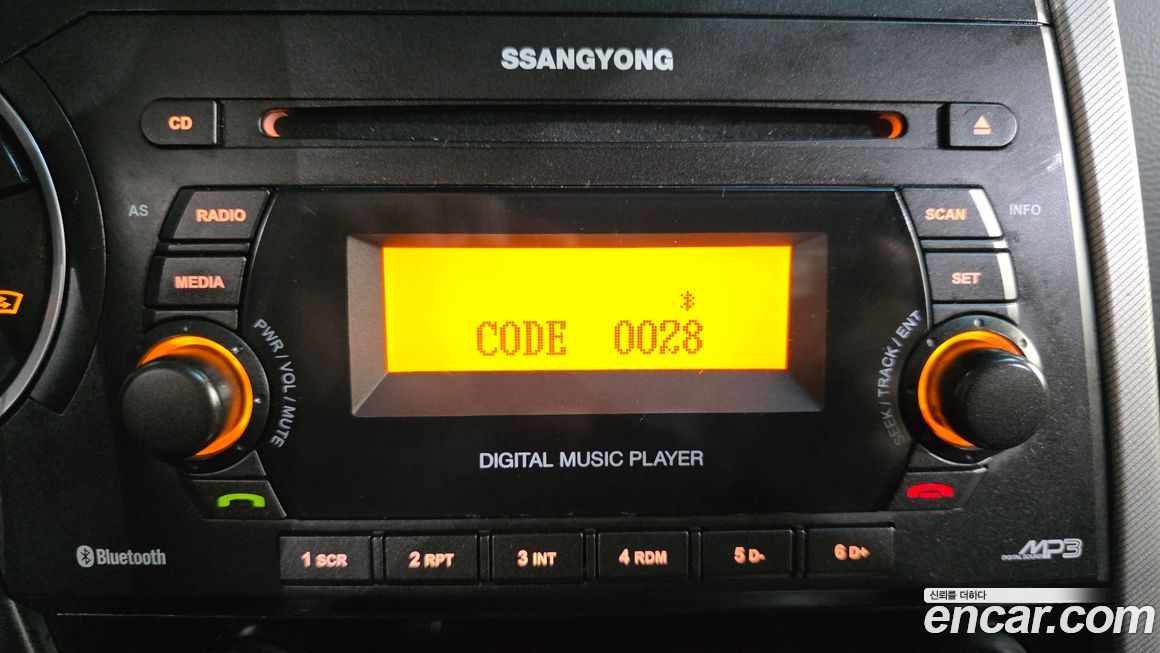 SSANGYONG
CD
AS
RADIO
SCAN
INFO
MEDIA
SET
PWR / VOL / MUTE
SEEK / TRACK / ENT
CODE 0028
DIGITAL MUSIC PLAYER
Bluetooth
1 SCR
2 RPT
3 INT
4 RDM
5 D-
6 D+
MP3
DIGITAL SOUND
신뢰를 더하다
encar.com